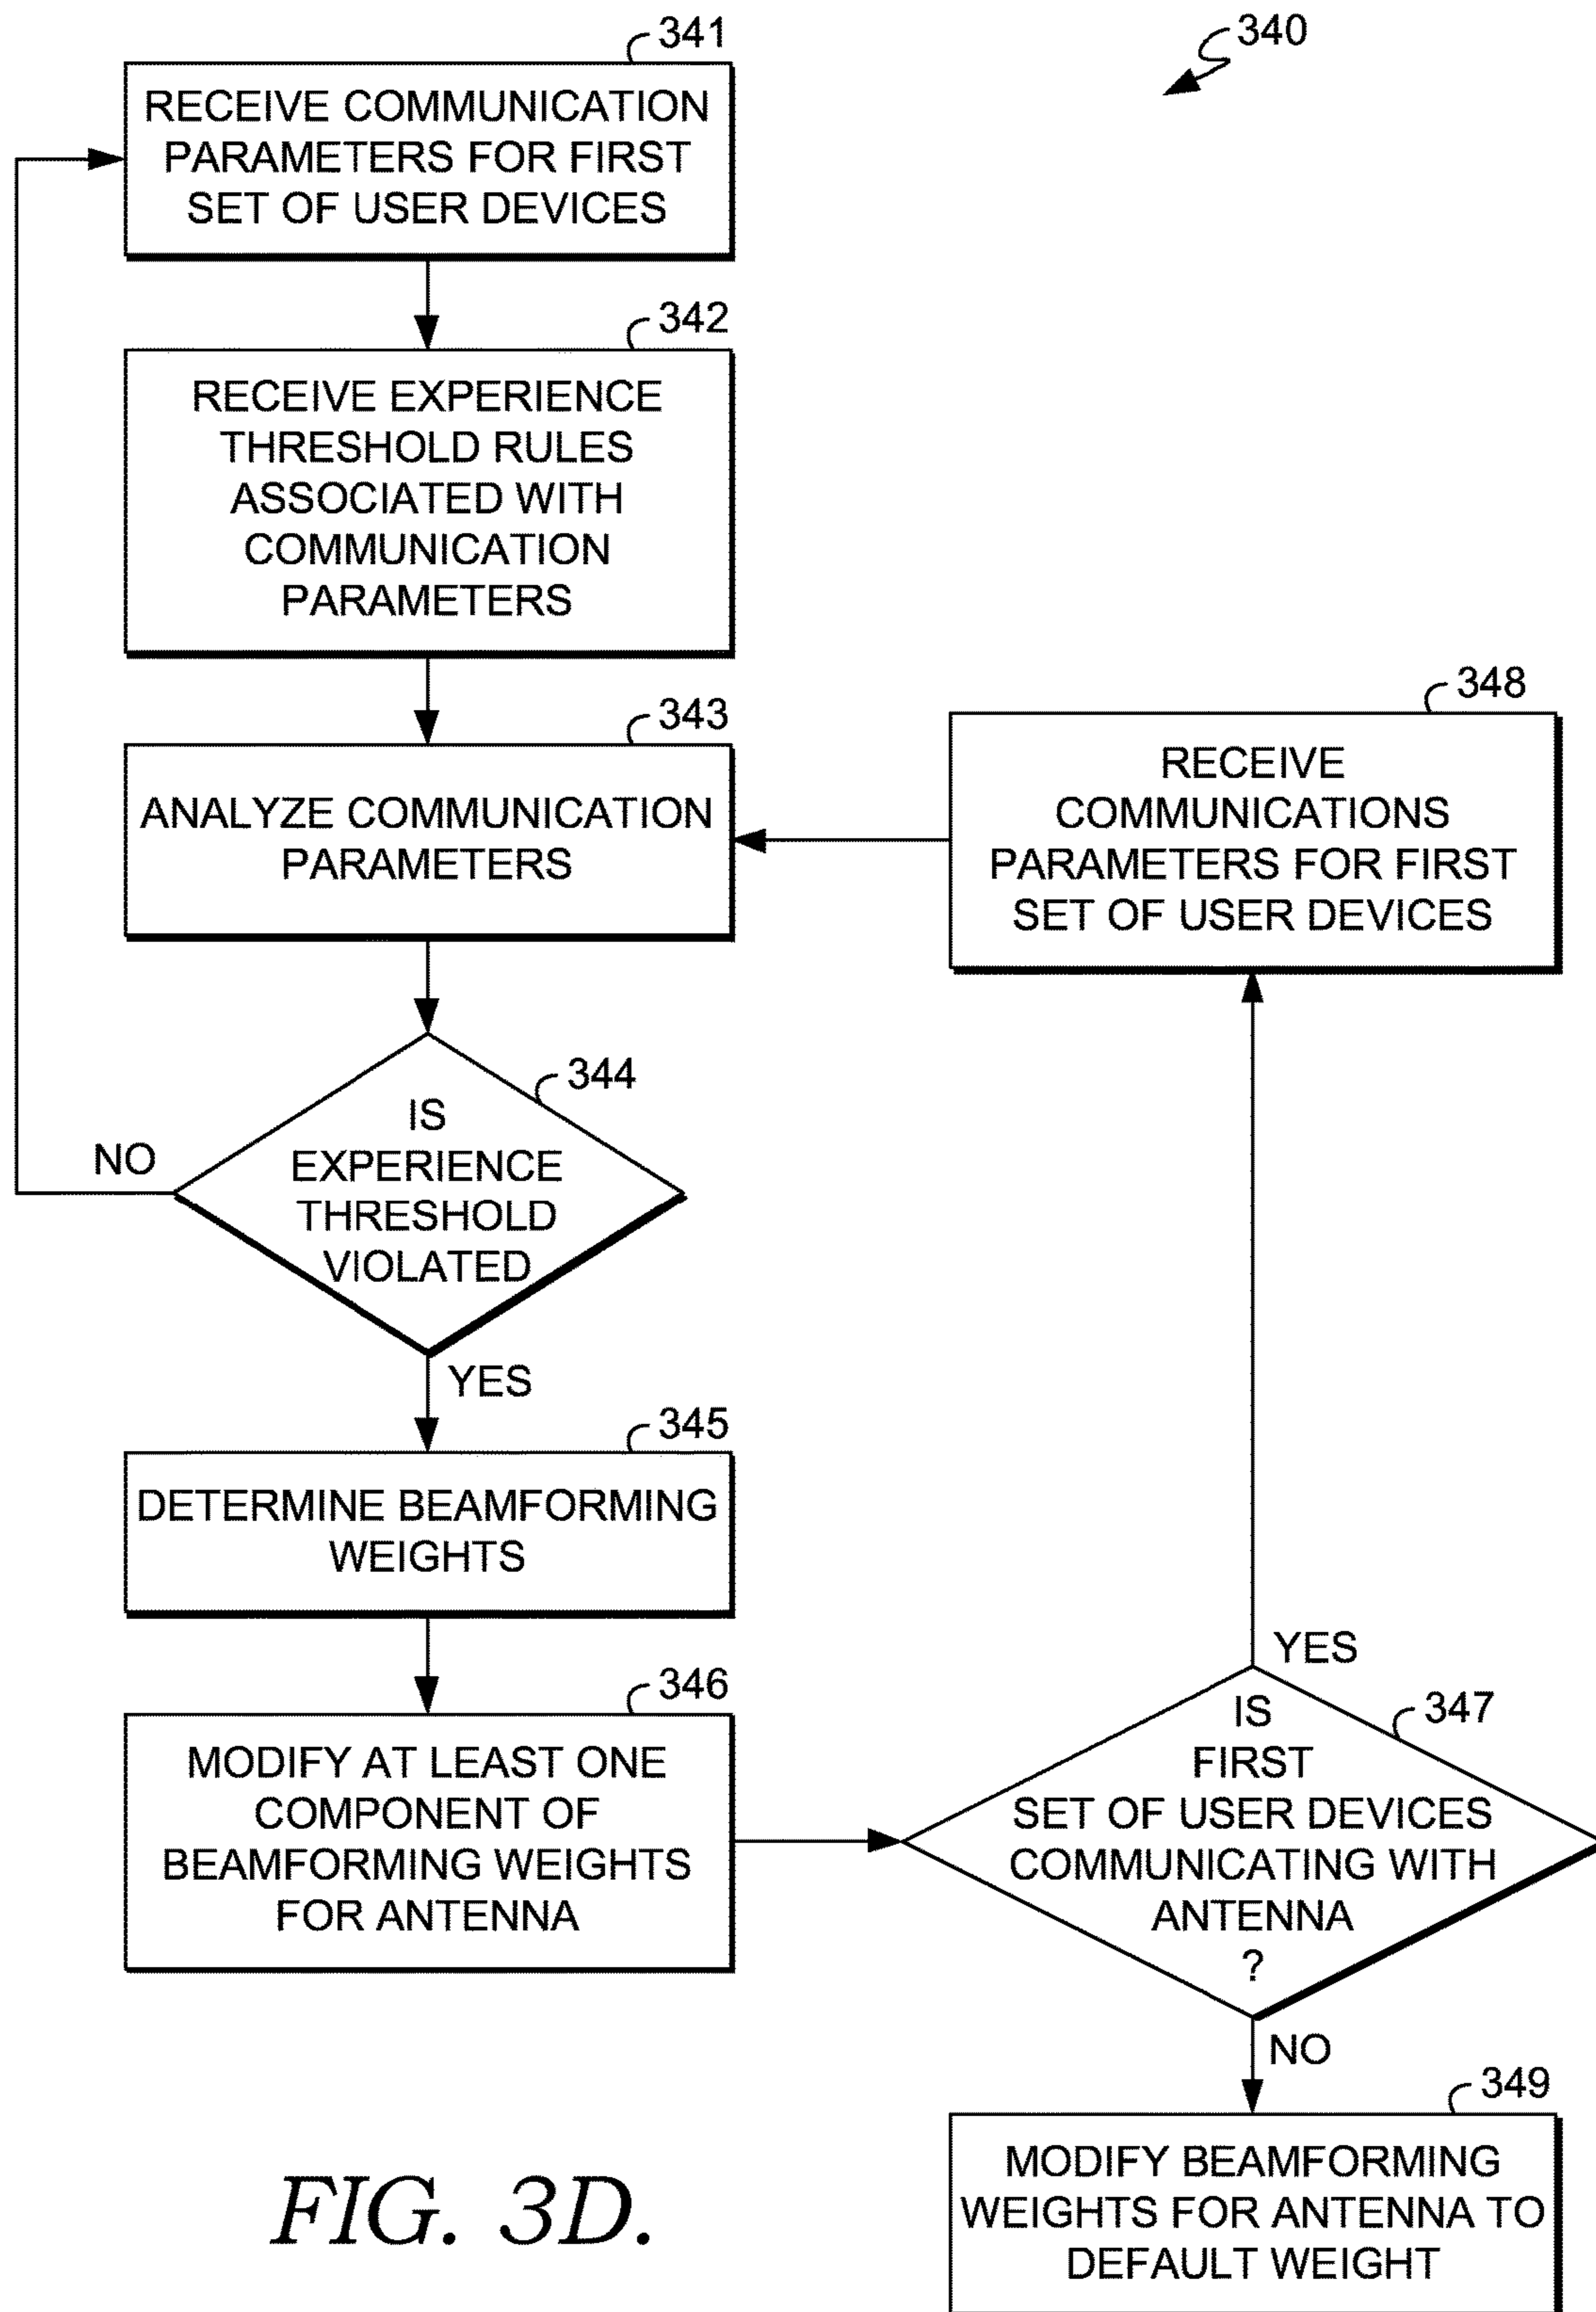 340
341
RECEIVE COMMUNICATION
PARAMETERS FOR FIRST
SET OF USER DEVICES
342
RECEIVE EXPERIENCE
THRESHOLD RULES
ASSOCIATED WITH
COMMUNICATION
PARAMETERS
343
ANALYZE COMMUNICATION
PARAMETERS
344
IS
EXPERIENCE
THRESHOLD
VIOLATED
NO
YES
345
DETERMINE BEAMFORMING
WEIGHTS
346
MODIFY AT LEAST ONE
COMPONENT OF
BEAMFORMING WEIGHTS
FOR ANTENNA
347
IS
FIRST
SET OF USER DEVICES
COMMUNICATING WITH
ANTENNA
?
YES
348
RECEIVE
COMMUNICATIONS
PARAMETERS FOR FIRST
SET OF USER DEVICES
NO
349
MODIFY BEAMFORMING
WEIGHTS FOR ANTENNA TO
DEFAULT WEIGHT
FIG. 3D.